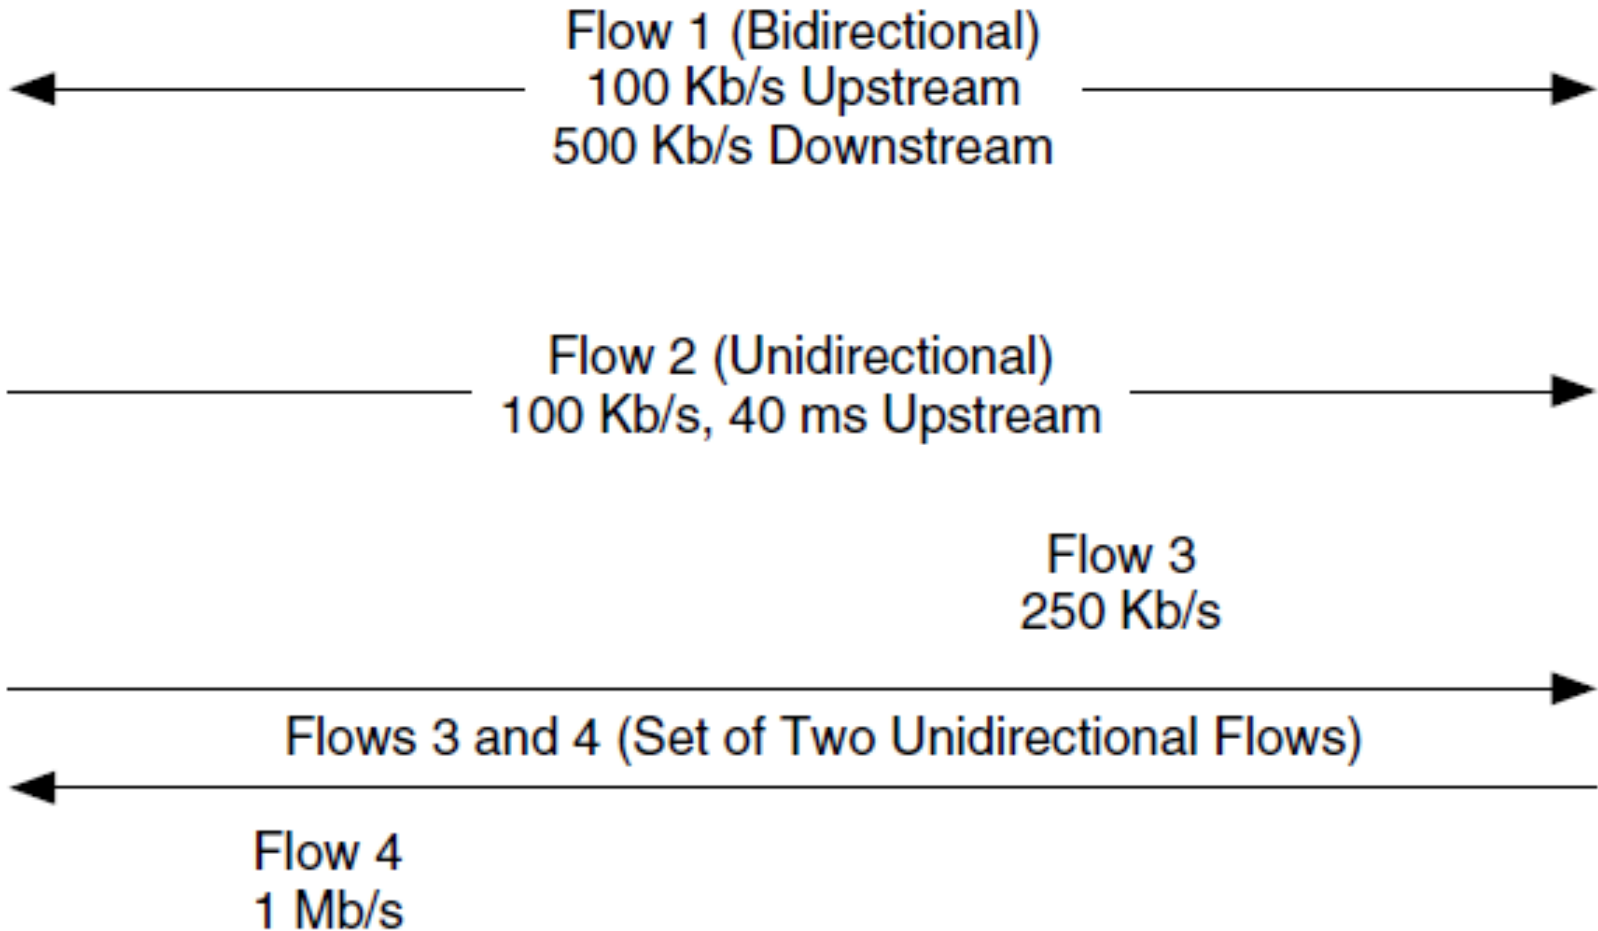 Flow 1 (Bidirectional)
100 Kb/s Upstream
500 Kb/s Downstream
Flow 2 (Unidirectional)
100 Kb/s, 40 ms Upstream
Flow 3
250 Kb/s
Flows 3 and 4 (Set of Two Unidirectional Flows)
Flow 4
1 Mb/s